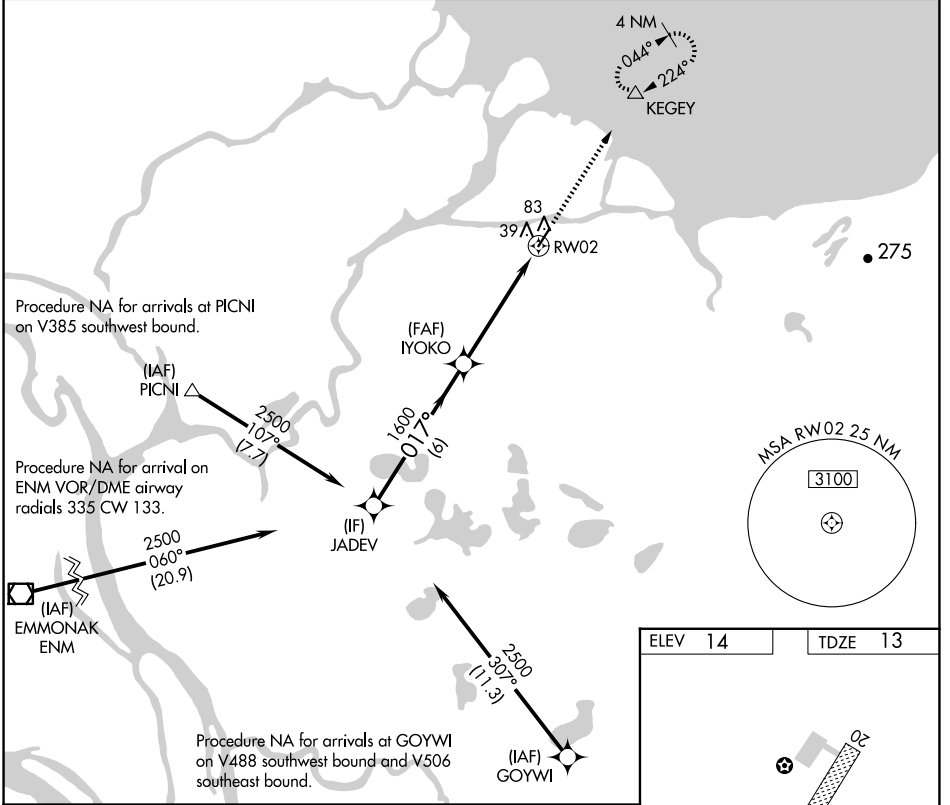 4 NM
044°
224°
KEGEY
83
39
RW02
275
Procedure NA for arrivals at PICNI
on V385 southwest bound.
(FAF)
IYOKO
(IAF)
PICNI
2500
107°
(7.7)
1600
017°
(6)
MSA RW02 25 NM
3100
Procedure NA for arrival on
ENM VOR/DME airway
radials 335 CW 133.
(IF)
JADEV
2500
060°
(20.9)
(IAF)
EMMONAK
ENM
2500
307°
(11.3)
ELEV 14
TDZE 13
Procedure NA for arrivals at GOYWI
on V488 southwest bound and V506
southeast bound.
(IAF)
GOYWI
20